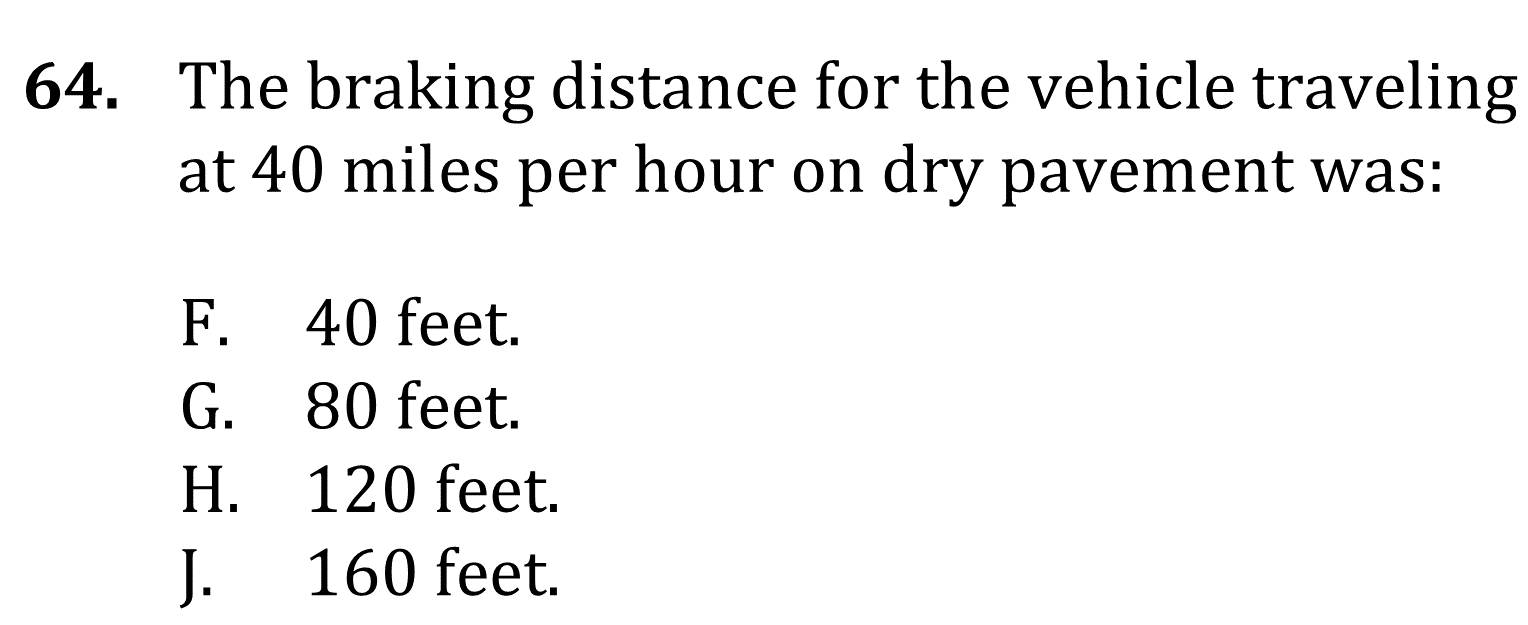 64. The braking distance for the vehicle traveling
at 40 miles per hour on dry pavement was:
F. 40 feet.
G. 80 feet.
H. 120 feet.
J. 160 feet.